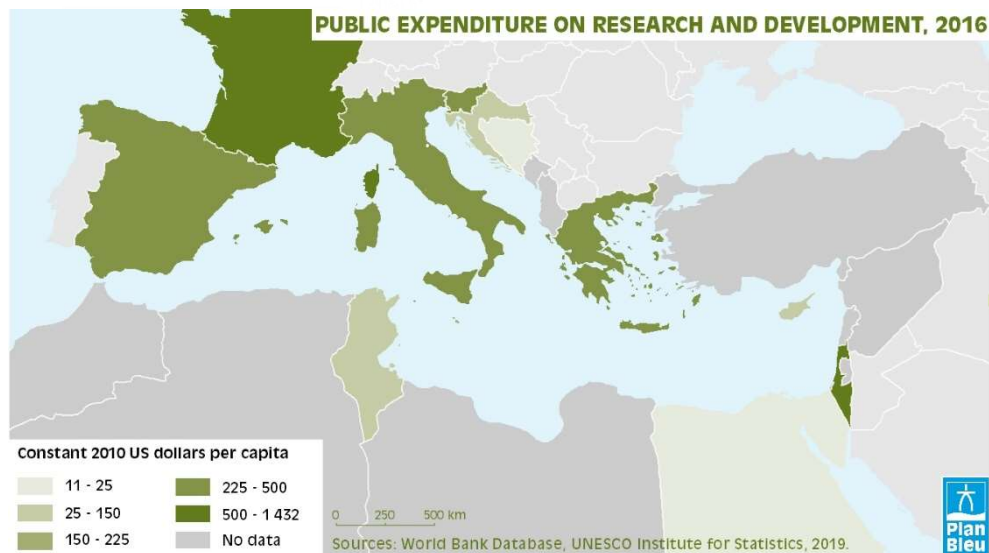 PUBLIC EXPENDITURE ON RESEARCH AND DEVELOPMENT, 2016
Constant 2010 US dollars per capita
11 - 25
25 - 150
150 - 225
225 - 500
500 - 1 432
No data
0 250 500 km
Sources: World Bank Database, UNESCO Institute for Statistics, 2019.
Plan
Bleu